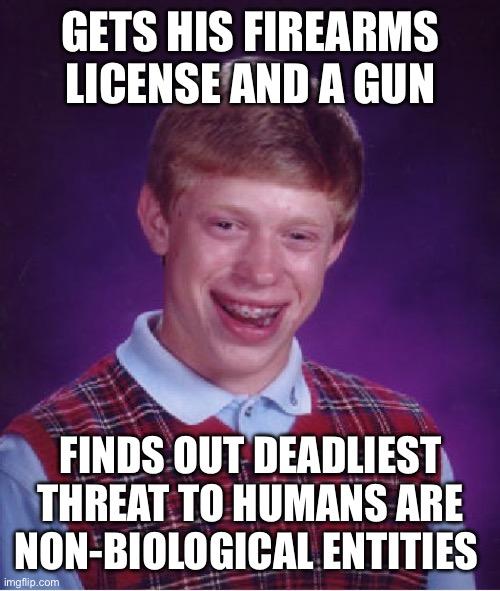 GETS HIS FIREARMS
LICENSE AND A GUN
FINDS OUT DEADLIEST
THREAT TO HUMANS ARE
NON-BIOLOGICAL ENTITIES
imgflip.com